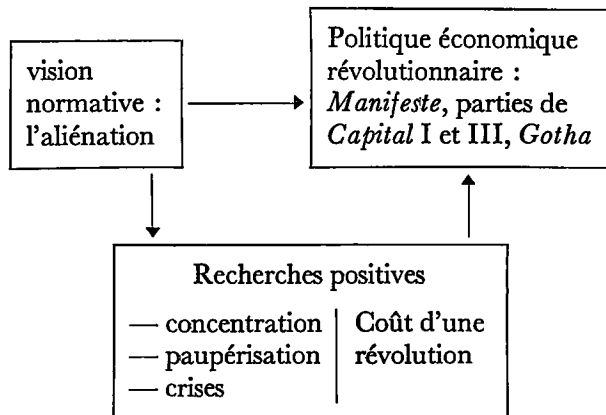 vision
normative :
l'aliénation
Politique économique
révolutionnaire :
Manifeste, parties de
Capital I et III, Gotha
Recherches positives
— concentration
— paupérisation
— crises
Coût d'une
révolution